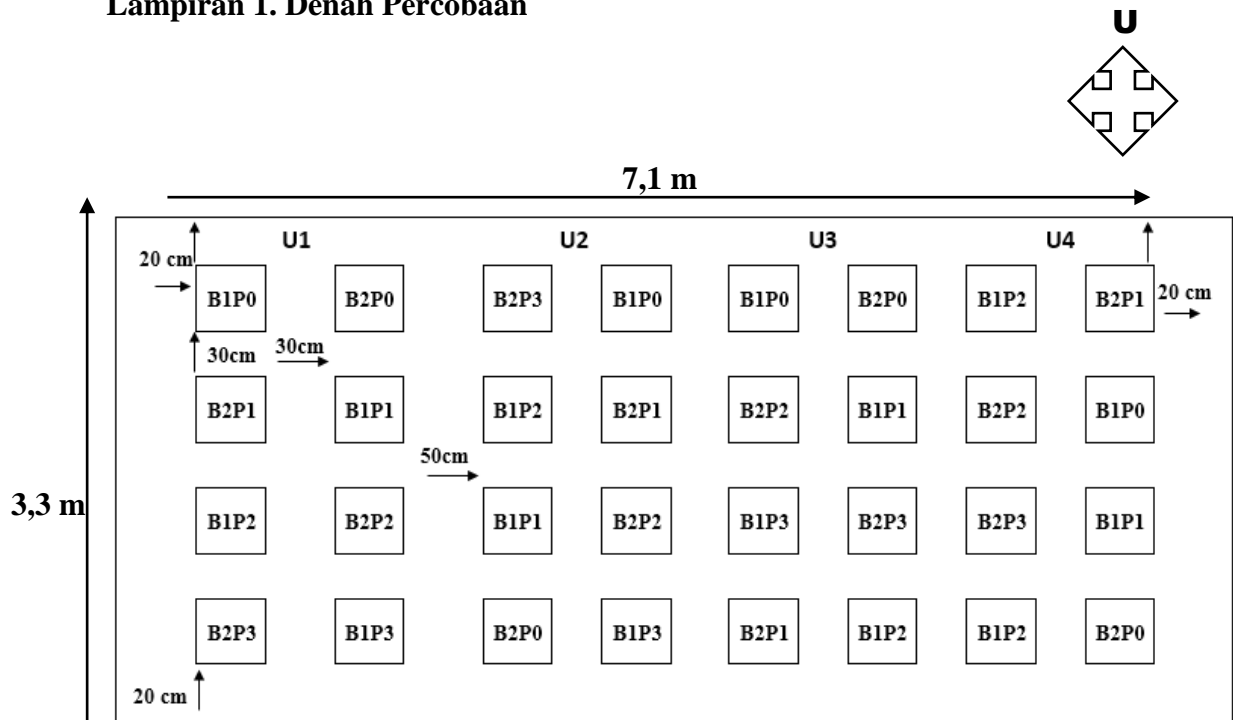 Lampiran 1. Denah Percobaan
U
7,1 m
U1 U2 U3 U4
20 cm
B1P0 B2P0 B2P3 B1P0 B1P0 B2P0 B1P2 B2P1 20 cm
30cm 30cm
B2P1 B1P1 B1P2 B2P1 B2P2 B1P1 B2P2 B1P0
50cm
3,3 m
B1P2 B2P2 B1P1 B2P2 B1P3 B2P3 B2P3 B1P1
B2P3 B1P3 B2P0 B1P3 B2P1 B1P2 B1P2 B2P0
20 cm